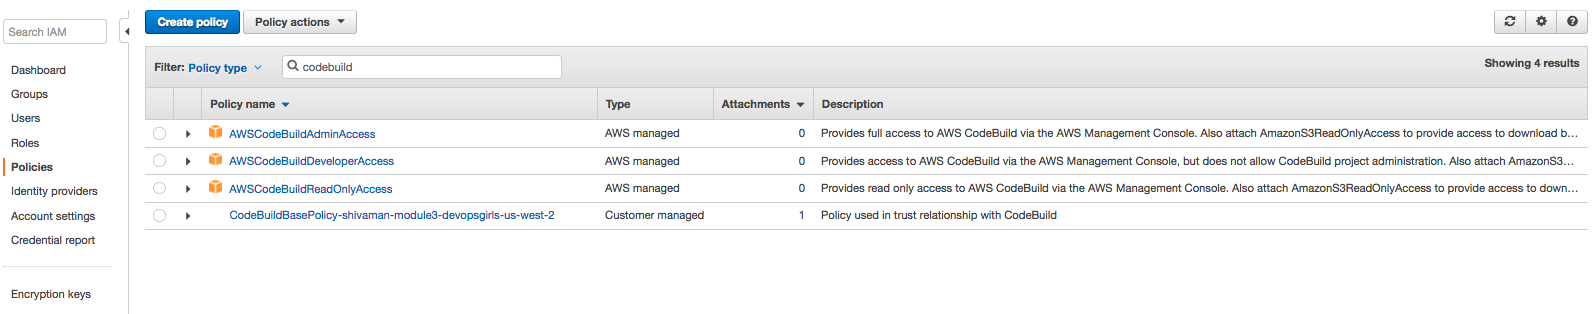 Search IAM
Dashboard
Groups
Users
Roles
Policies
Identity providers
Account settings
Credential report
Encryption keys
Create policy Policy actions
Filter: Policy type codebuild Showing 4 results
Policy name Type Attachments Description
AWSCodeBuildAdminAccess AWS managed 0 Provides full access to AWS CodeBuild via the AWS Management Console. Also attach AmazonS3ReadOnlyAccess to provide access to download b...
AWSCodeBuildDeveloperAccess AWS managed 0 Provides access to AWS CodeBuild via the AWS Management Console, but does not allow CodeBuild project administration. Also attach AmazonS3...
AWSCodeBuildReadOnlyAccess AWS managed 0 Provides read only access to AWS CodeBuild via the AWS Management Console. Also attach AmazonS3ReadOnlyAccess to provide access to down...
CodeBuildBasePolicy-shivaman-module3-devopsgirls-us-west-2 Customer managed 1 Policy used in trust relationship with CodeBuild